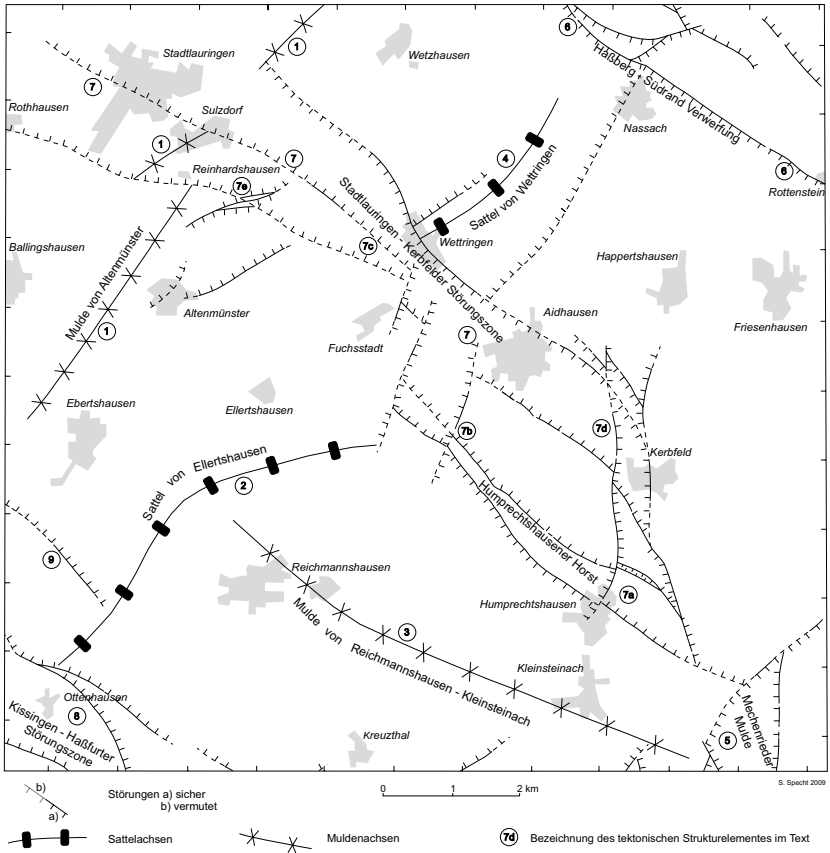 1
6
Stadtlauringen
Wetzhausen
Haßberg - Südrand Verwerfung
7
Rothhausen
Sulzdorf
Nassach
1
4
7
6
Reinhardshausen
7e
Sattel von Wettringen
Rottenstein
Stadtlauringen - Kerbfelder Störungszone
Wettringen
7c
Ballingshausen
Mulde von Altenmünster
Happertshausen
Altenmünster
Aidhausen
Friesenhausen
1
7
Fuchsstadt
Ebertshausen
Ellertshausen
7b
7d
Sattel von Ellertshausen
2
Kerbfeld
Humprechtshausener Horst
9
Reichmannshausen
7a
Humprechtshausen
Mulde von Reichmannshausen - Kleinsteinach
3
Kleinsteinach
Ottenhausen
8
Kissingen - Haßfurter
Störungszone
Kreuzthal
Mechenrieder
Mulde
5
S. Specht 2009
b)
a)
Störungen a) sicher
b) vermutet
0 1 2 km
Sattelachsen
Muldenachsen
7d Bezeichnung des tektonischen Strukturelementes im Text